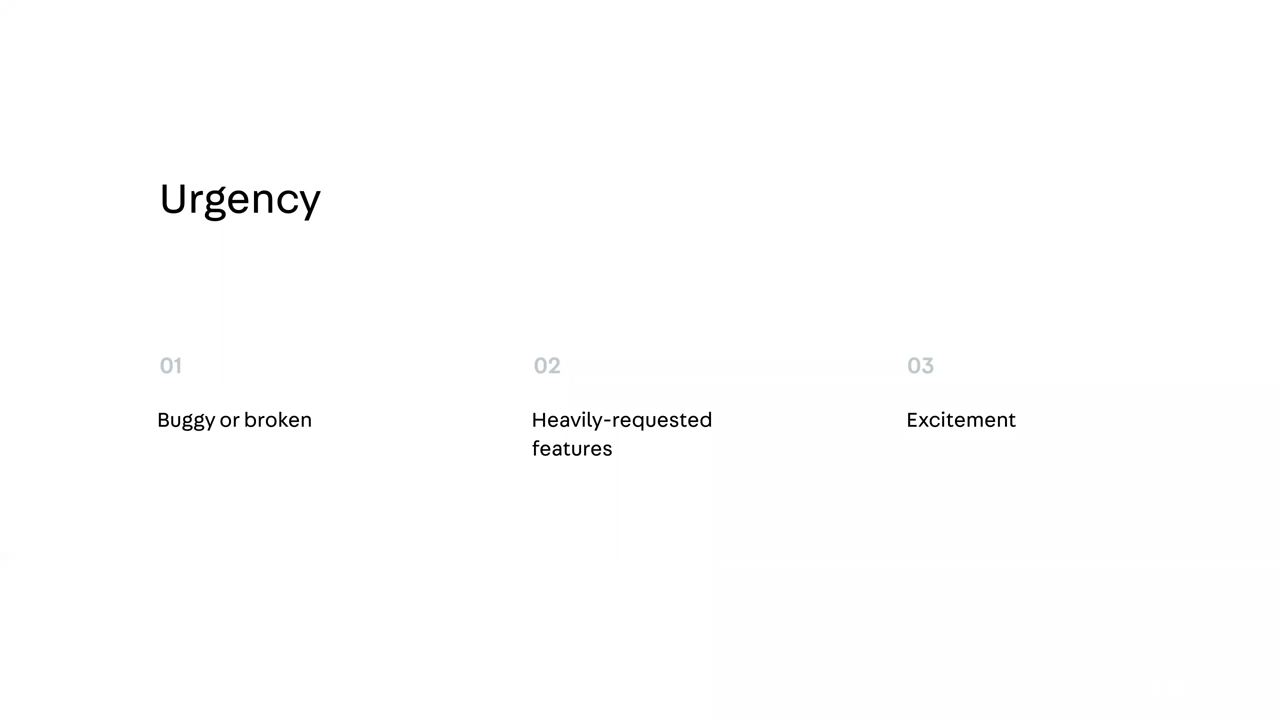 Urgency
01
Buggy or broken
02
Heavily-requested
features
03
Excitement